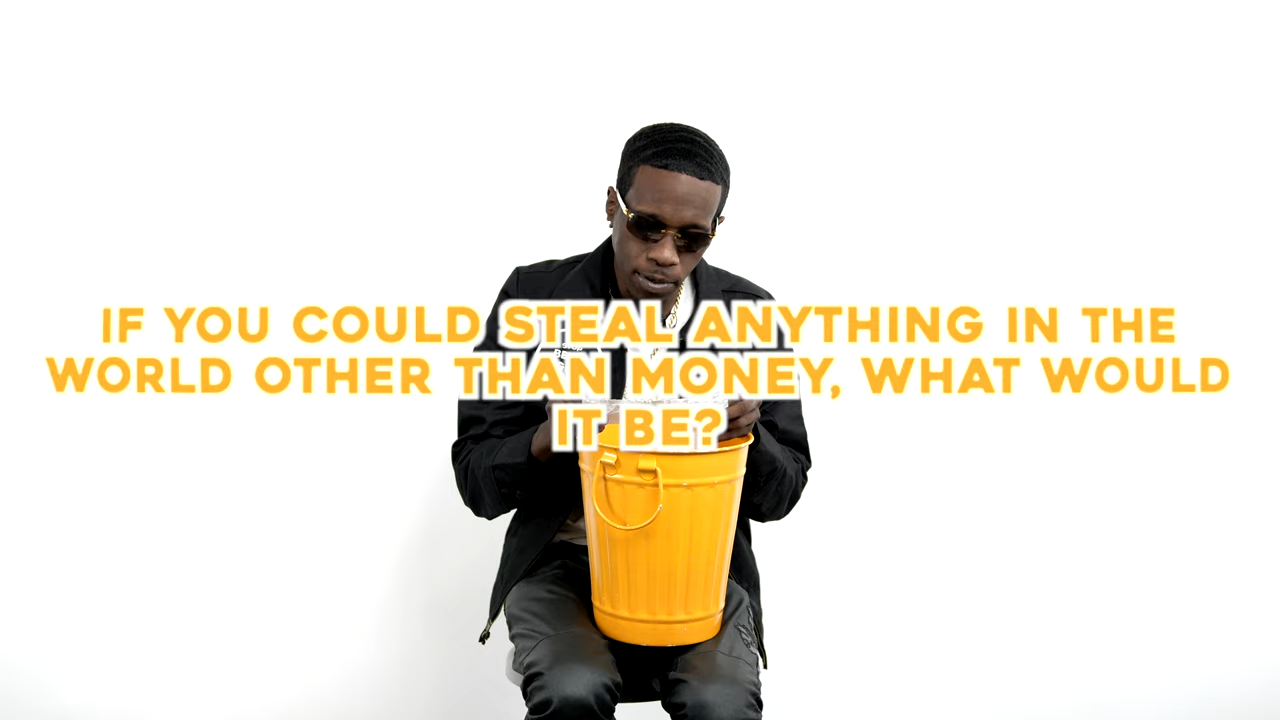 IF YOU COULD STEAL ANYTHING IN THE
WORLD OTHER THAN MONEY, WHAT WOULD
IT BE?